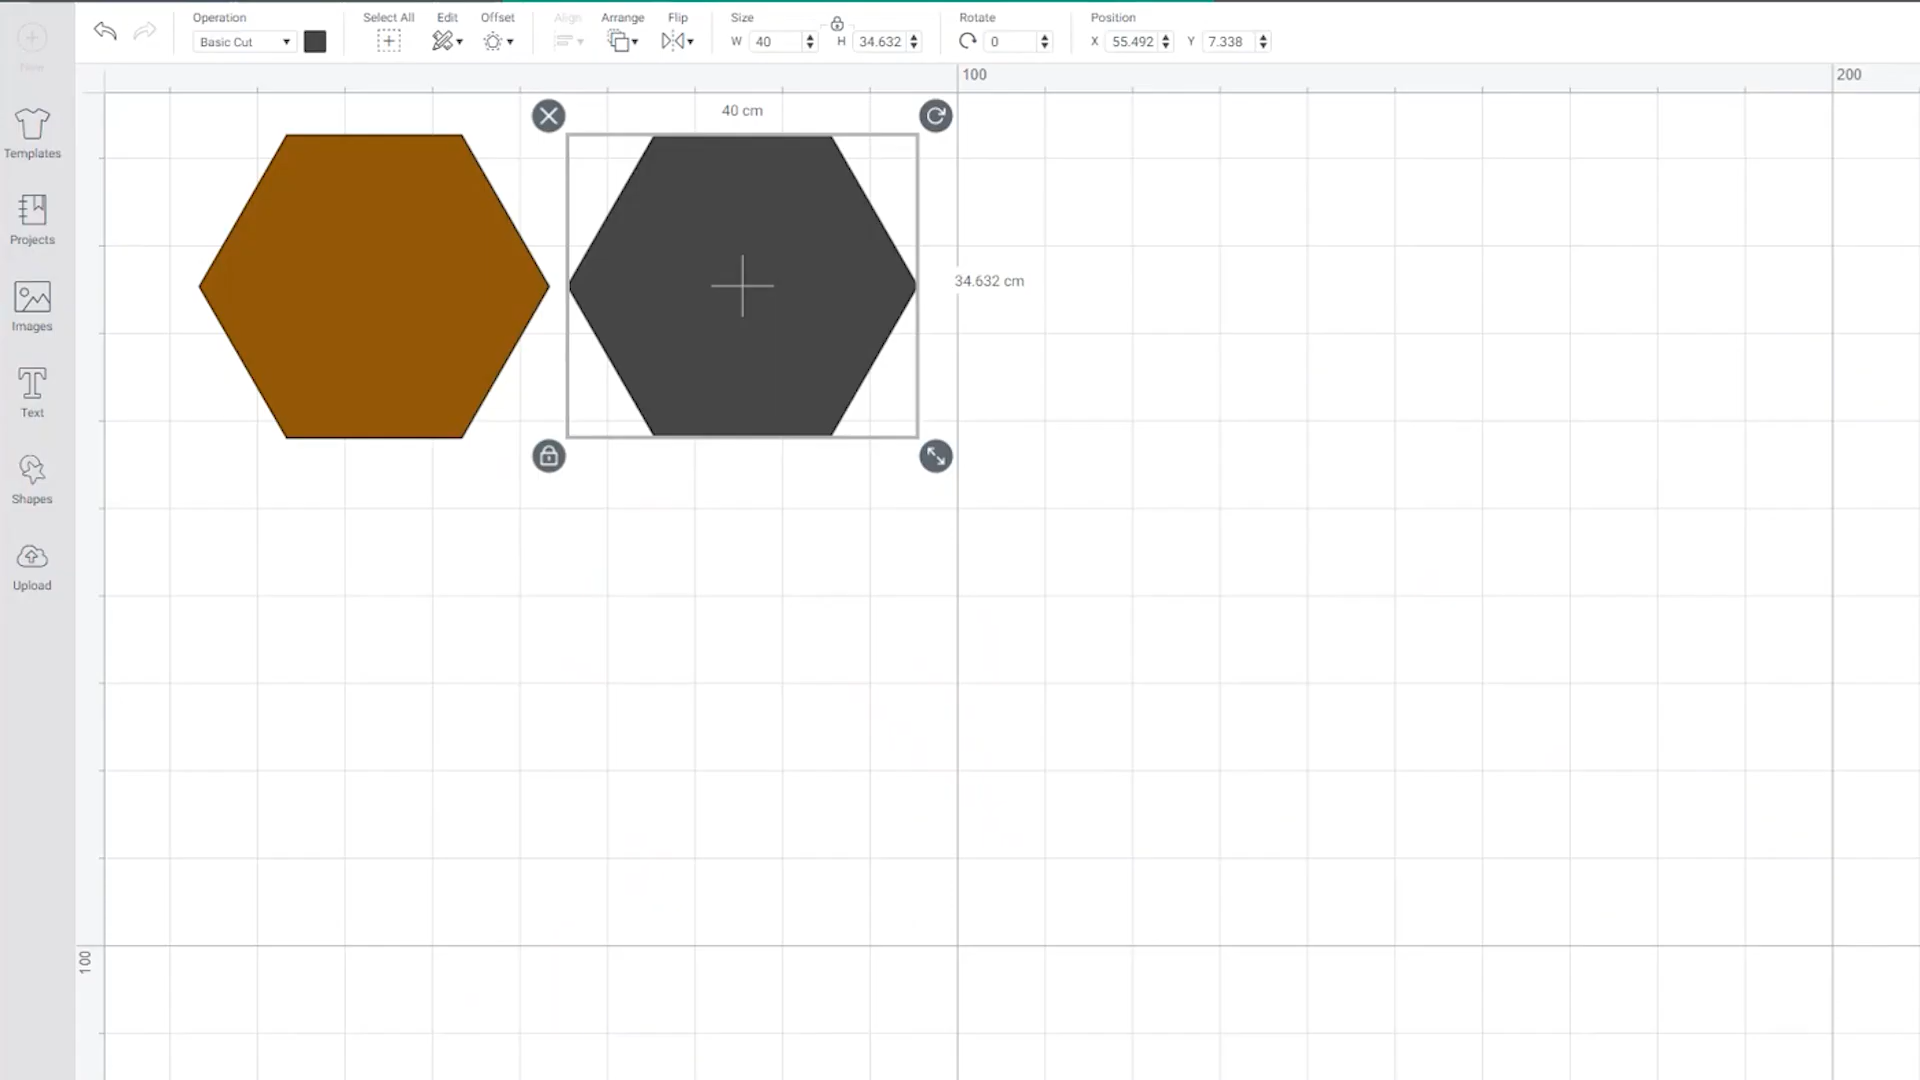 Operation
Select All
Edit
Offset
Align
Arrange
Flip
Size
Rotate
Position
Basic Cut
W 40
H 34.632
0
X 55.492
Y 7.338
New
100
200
40 cm
Templates
Projects
34.632 cm
Images
Text
Shapes
Upload
100